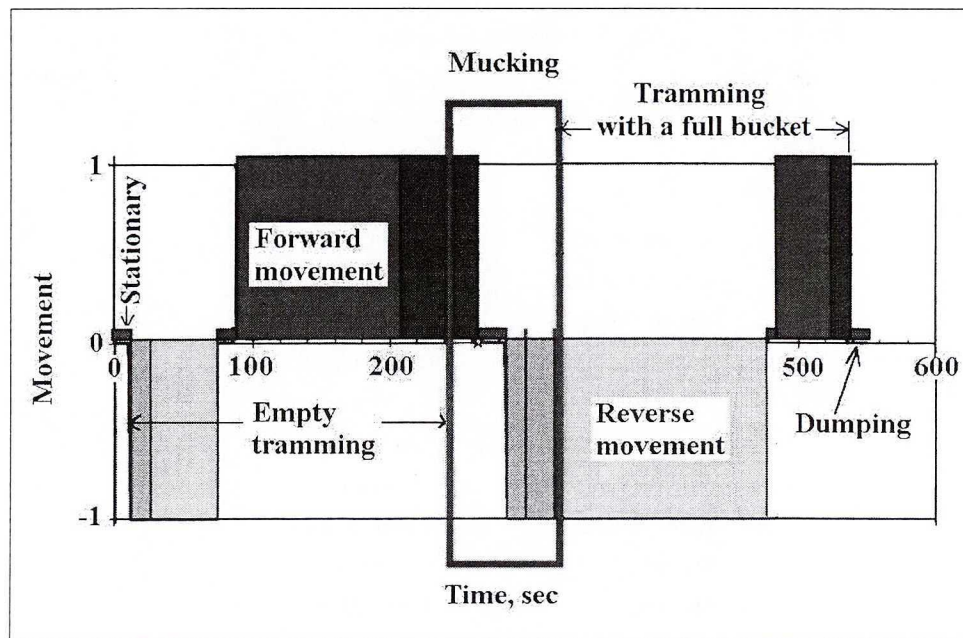 Mucking
Tramming
with a full bucket
1
Stationary
Forward
movement
Movement
0
0
100
200
500
600
Empty
tramming
Reverse
movement
Dumping
-1
Time, sec